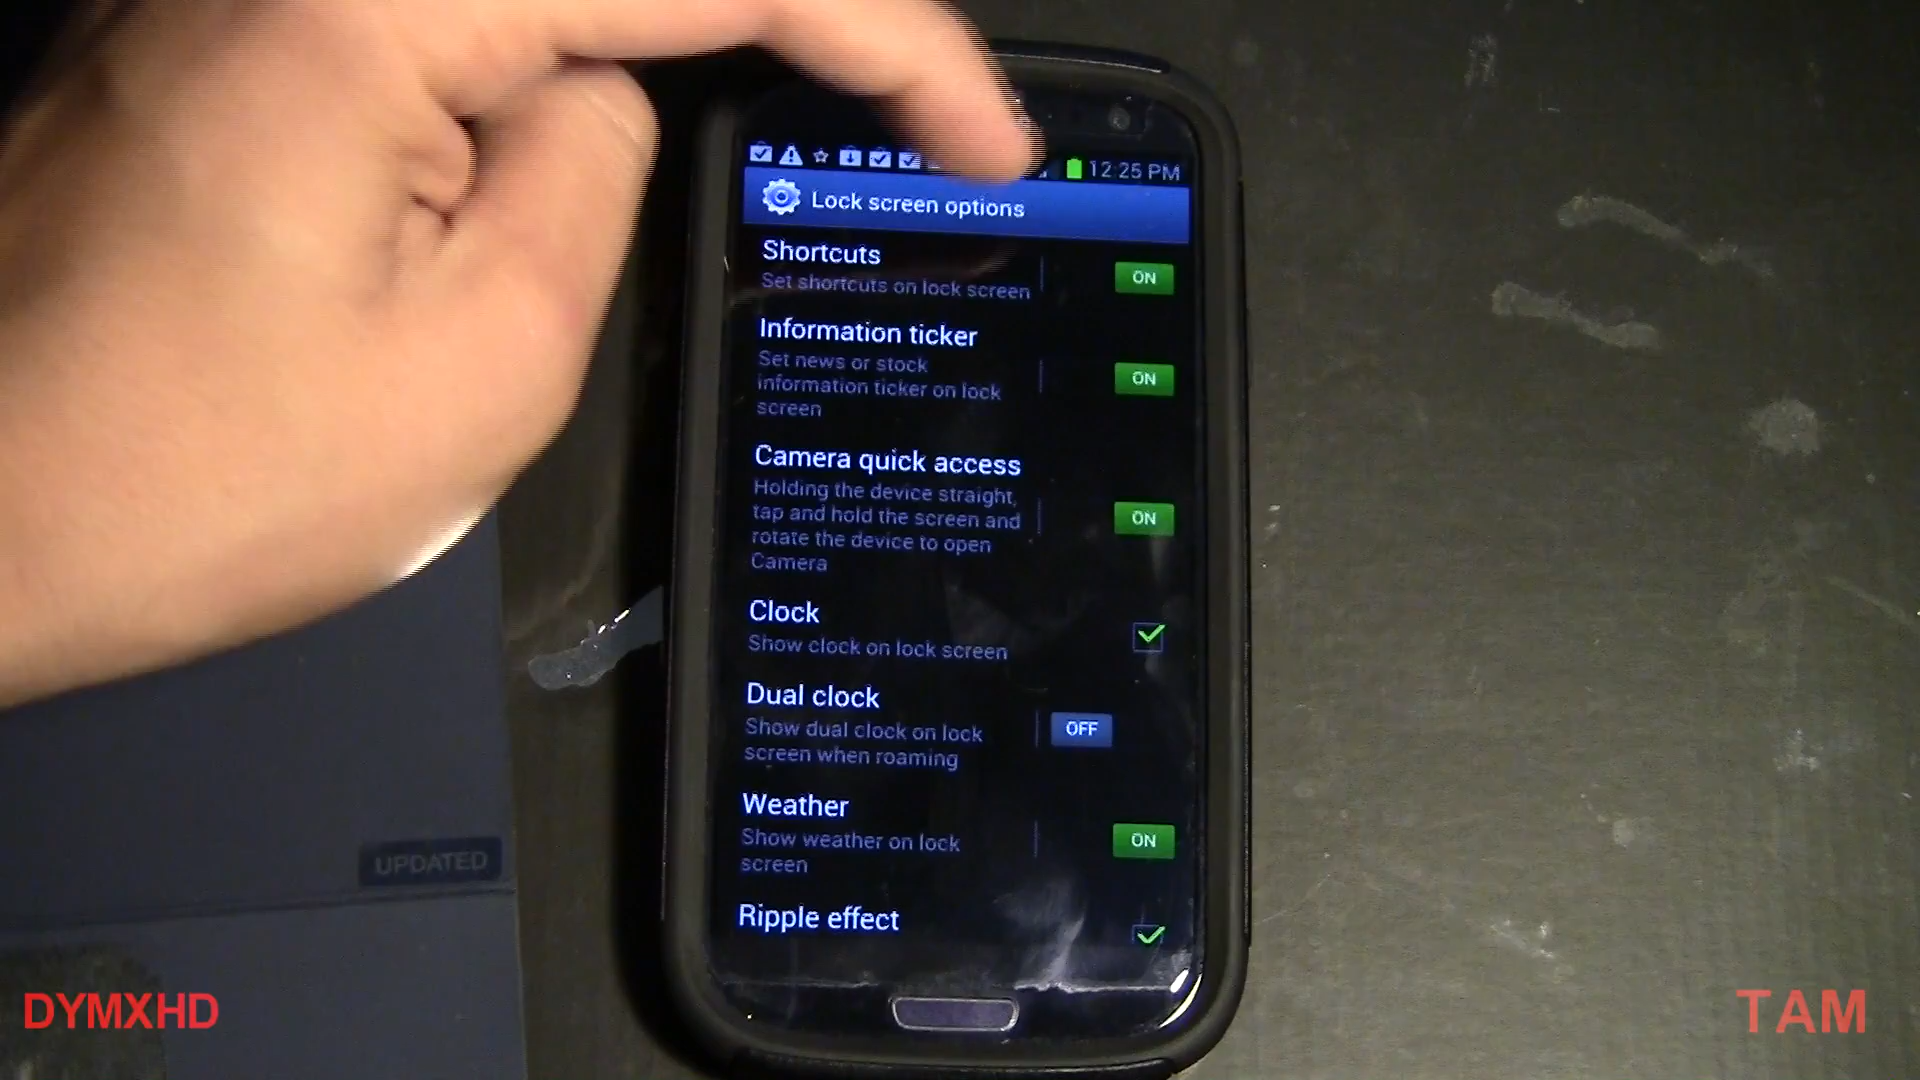 12:25 PM
Lock screen options
Shortcuts
Set shortcuts on lock screen
ON
Information ticker
Set news or stock
information ticker on lock
screen
ON
Camera quick access
Holding the device straight,
tap and hold the screen and
rotate the device to open
Camera
ON
Clock
Show clock on lock screen
Dual clock
Show dual clock on lock
screen when roaming
OFF
Weather
Show weather on lock
screen
ON
Ripple effect
UPDATED
DYMXHD
TAM